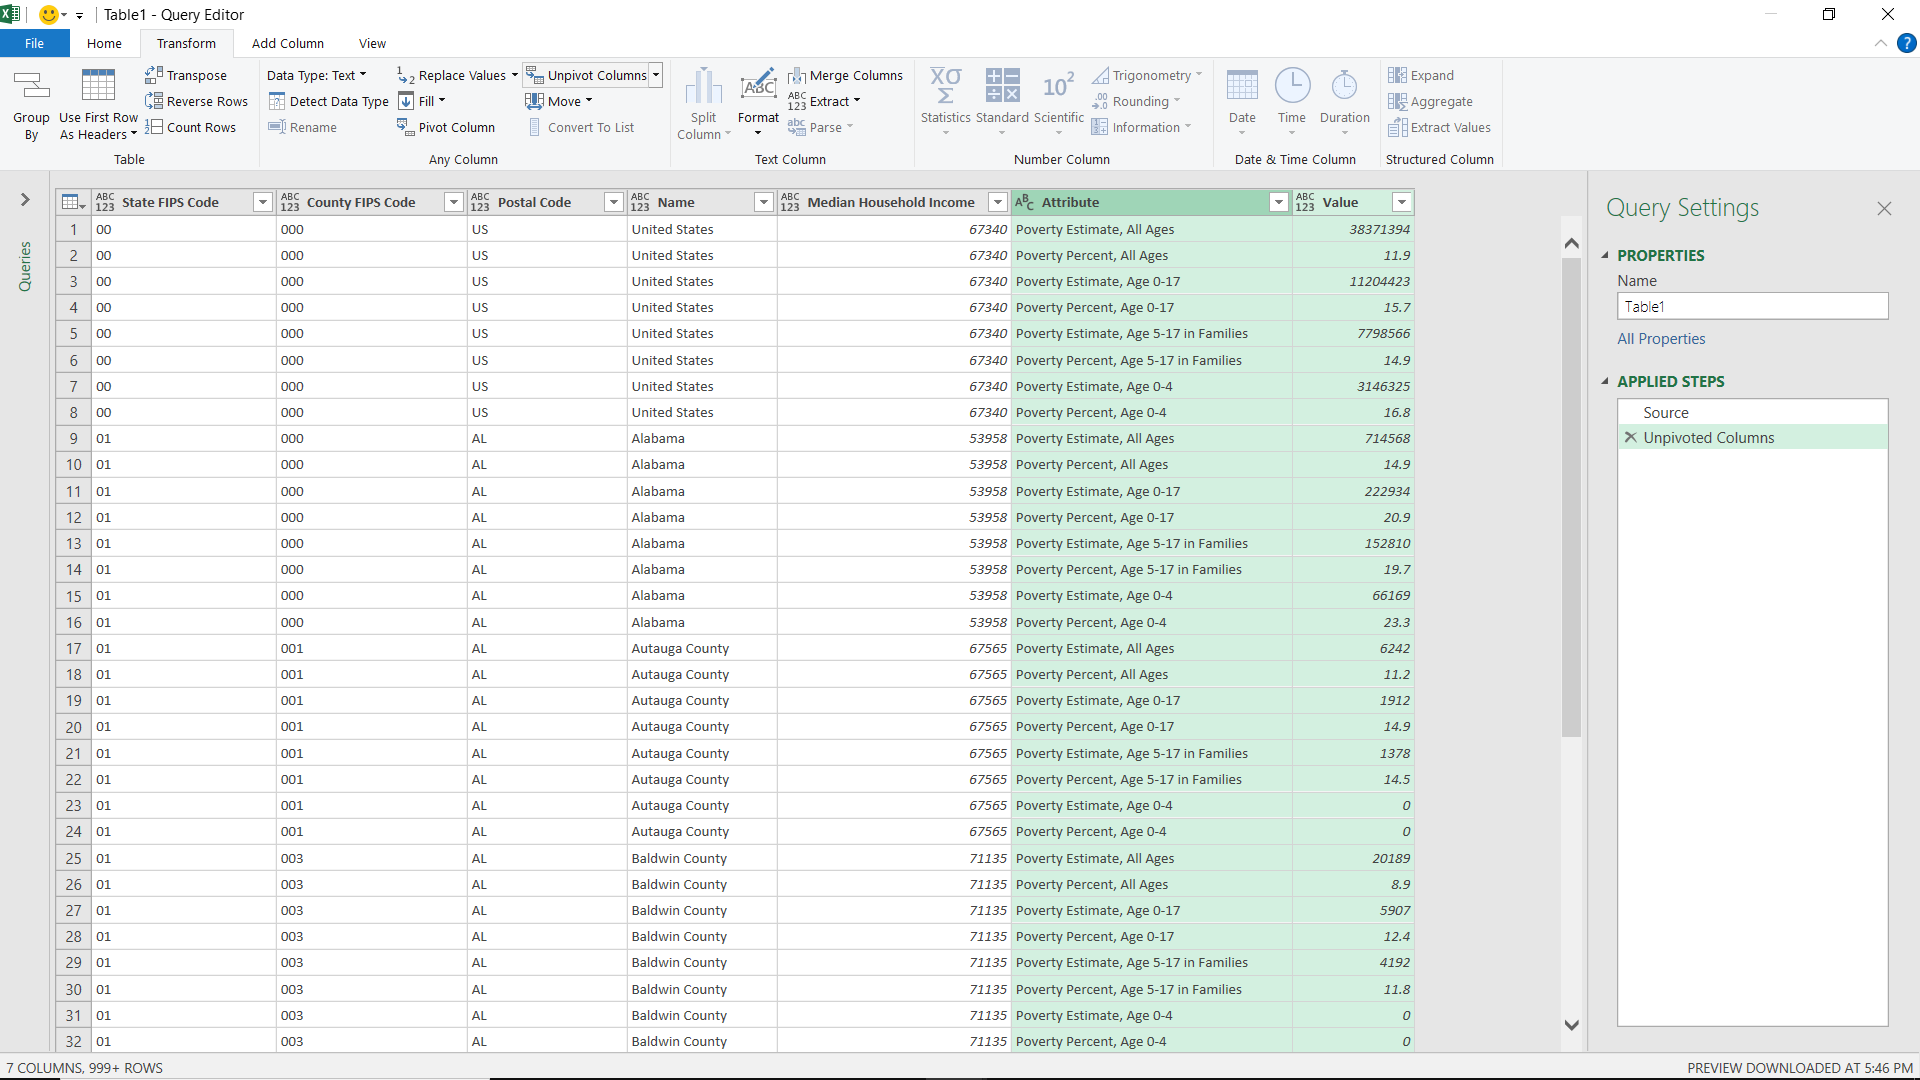 Table1 - Query Editor
File Home Transform Add Column View
Group By
Use First Row As Headers
Transpose
Reverse Rows
Count Rows
Table
Data Type: Text
Detect Data Type
Rename
Replace Values
Fill
Pivot Column
Unpivot Columns
Move
Convert To List
Any Column
Split Column
Format
Merge Columns
Extract
Parse
Text Column
Statistics
Standard
Scientific
Trigonometry
Rounding
Information
Number Column
Date
Time
Duration
Date & Time Column
Expand
Aggregate
Extract Values
Structured Column
Queries
State FIPS Code County FIPS Code Postal Code Name Median Household Income Attribute Value
1 00 000 US United States 67340 Poverty Estimate, All Ages 38371394
2 00 000 US United States 67340 Poverty Percent, All Ages 11.9
3 00 000 US United States 67340 Poverty Estimate, Age 0-17 11204423
4 00 000 US United States 67340 Poverty Percent, Age 0-17 15.7
5 00 000 US United States 67340 Poverty Estimate, Age 5-17 in Families 7798566
6 00 000 US United States 67340 Poverty Percent, Age 5-17 in Families 14.9
7 00 000 US United States 67340 Poverty Estimate, Age 0-4 3146325
8 00 000 US United States 67340 Poverty Percent, Age 0-4 16.8
9 01 000 AL Alabama 53958 Poverty Estimate, All Ages 714568
10 01 000 AL Alabama 53958 Poverty Percent, All Ages 14.9
11 01 000 AL Alabama 53958 Poverty Estimate, Age 0-17 222934
12 01 000 AL Alabama 53958 Poverty Percent, Age 0-17 20.9
13 01 000 AL Alabama 53958 Poverty Estimate, Age 5-17 in Families 152810
14 01 000 AL Alabama 53958 Poverty Percent, Age 5-17 in Families 19.7
15 01 000 AL Alabama 53958 Poverty Estimate, Age 0-4 66169
16 01 000 AL Alabama 53958 Poverty Percent, Age 0-4 23.3
17 01 001 AL Autauga County 67565 Poverty Estimate, All Ages 6242
18 01 001 AL Autauga County 67565 Poverty Percent, All Ages 11.2
19 01 001 AL Autauga County 67565 Poverty Estimate, Age 0-17 1912
20 01 001 AL Autauga County 67565 Poverty Percent, Age 0-17 14.9
21 01 001 AL Autauga County 67565 Poverty Estimate, Age 5-17 in Families 1378
22 01 001 AL Autauga County 67565 Poverty Percent, Age 5-17 in Families 14.5
23 01 001 AL Autauga County 67565 Poverty Estimate, Age 0-4 0
24 01 001 AL Autauga County 67565 Poverty Percent, Age 0-4 0
25 01 003 AL Baldwin County 71135 Poverty Estimate, All Ages 20189
26 01 003 AL Baldwin County 71135 Poverty Percent, All Ages 8.9
27 01 003 AL Baldwin County 71135 Poverty Estimate, Age 0-17 5907
28 01 003 AL Baldwin County 71135 Poverty Percent, Age 0-17 12.4
29 01 003 AL Baldwin County 71135 Poverty Estimate, Age 5-17 in Families 4192
30 01 003 AL Baldwin County 71135 Poverty Percent, Age 5-17 in Families 11.8
31 01 003 AL Baldwin County 71135 Poverty Estimate, Age 0-4 0
32 01 003 AL Baldwin County 71135 Poverty Percent, Age 0-4 0
Query Settings
PROPERTIES
Name
Table1
All Properties
APPLIED STEPS
Source
Unpivoted Columns
7 COLUMNS, 999+ ROWS
PREVIEW DOWNLOADED AT 5:46 PM